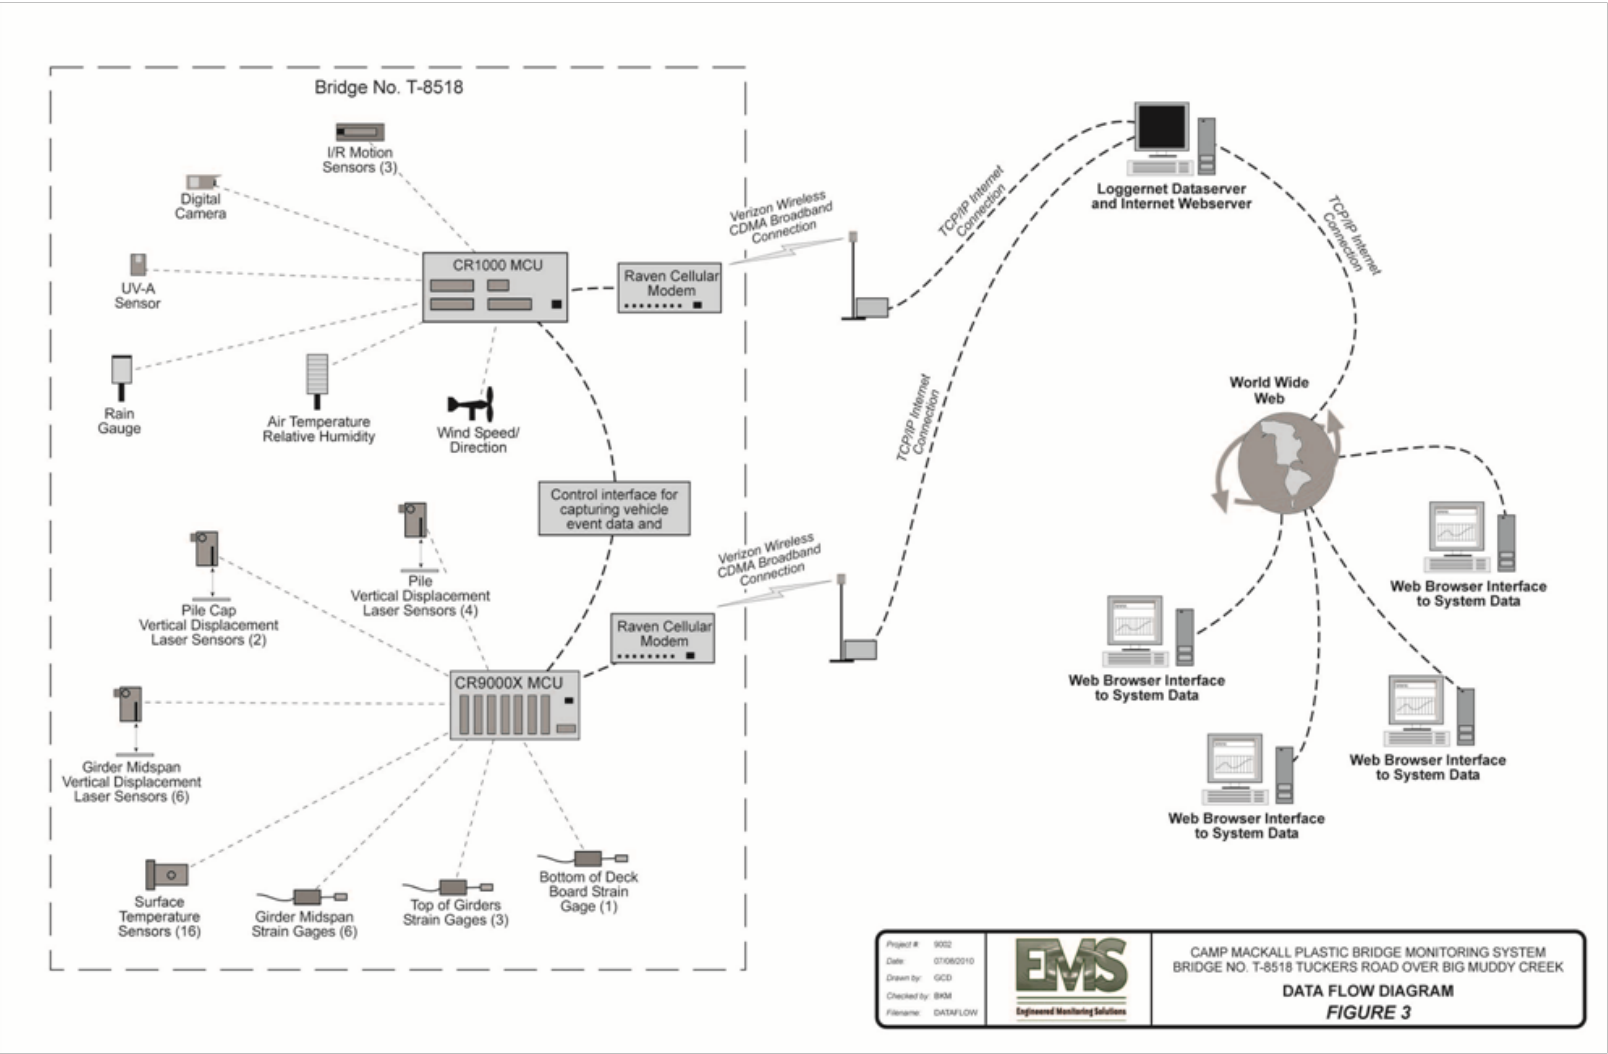 Bridge No. T-8518
I/R Motion
Sensors (3)
Digital
Camera
UV-A
Sensor
Rain
Gauge
Air Temperature
Relative Humidity
Wind Speed/
Direction
CR1000 MCU
Raven Cellular
Modem
Verizon Wireless
CDMA Broadband
Connection
TCP/IP Internet
Connection
Loggernet Dataserver
and Internet Webserver
TCP/IP Internet
Connection
TCP/IP Internet
Connection
World Wide
Web
Control interface for
capturing vehicle
event data and
Pile
Vertical Displacement
Laser Sensors (4)
Pile Cap
Vertical Displacement
Laser Sensors (2)
Verizon Wireless
CDMA Broadband
Connection
Raven Cellular
Modem
CR9000X MCU
Girder Midspan
Vertical Displacement
Laser Sensors (6)
Surface
Temperature
Sensors (16)
Girder Midspan
Strain Gages (6)
Top of Girders
Strain Gages (3)
Bottom of Deck
Board Strain
Gage (1)
Web Browser Interface
to System Data
Web Browser Interface
to System Data
Web Browser Interface
to System Data
Web Browser Interface
to System Data
Project #: 9002
Date: 07/08/2010
Drawn by: GCD
Checked by: BKM
Filename: DATAFLOW
EMS
Engineered Monitoring Solutions
CAMP MACKALL PLASTIC BRIDGE MONITORING SYSTEM
BRIDGE NO. T-8518 TUCKERS ROAD OVER BIG MUDDY CREEK
DATA FLOW DIAGRAM
FIGURE 3